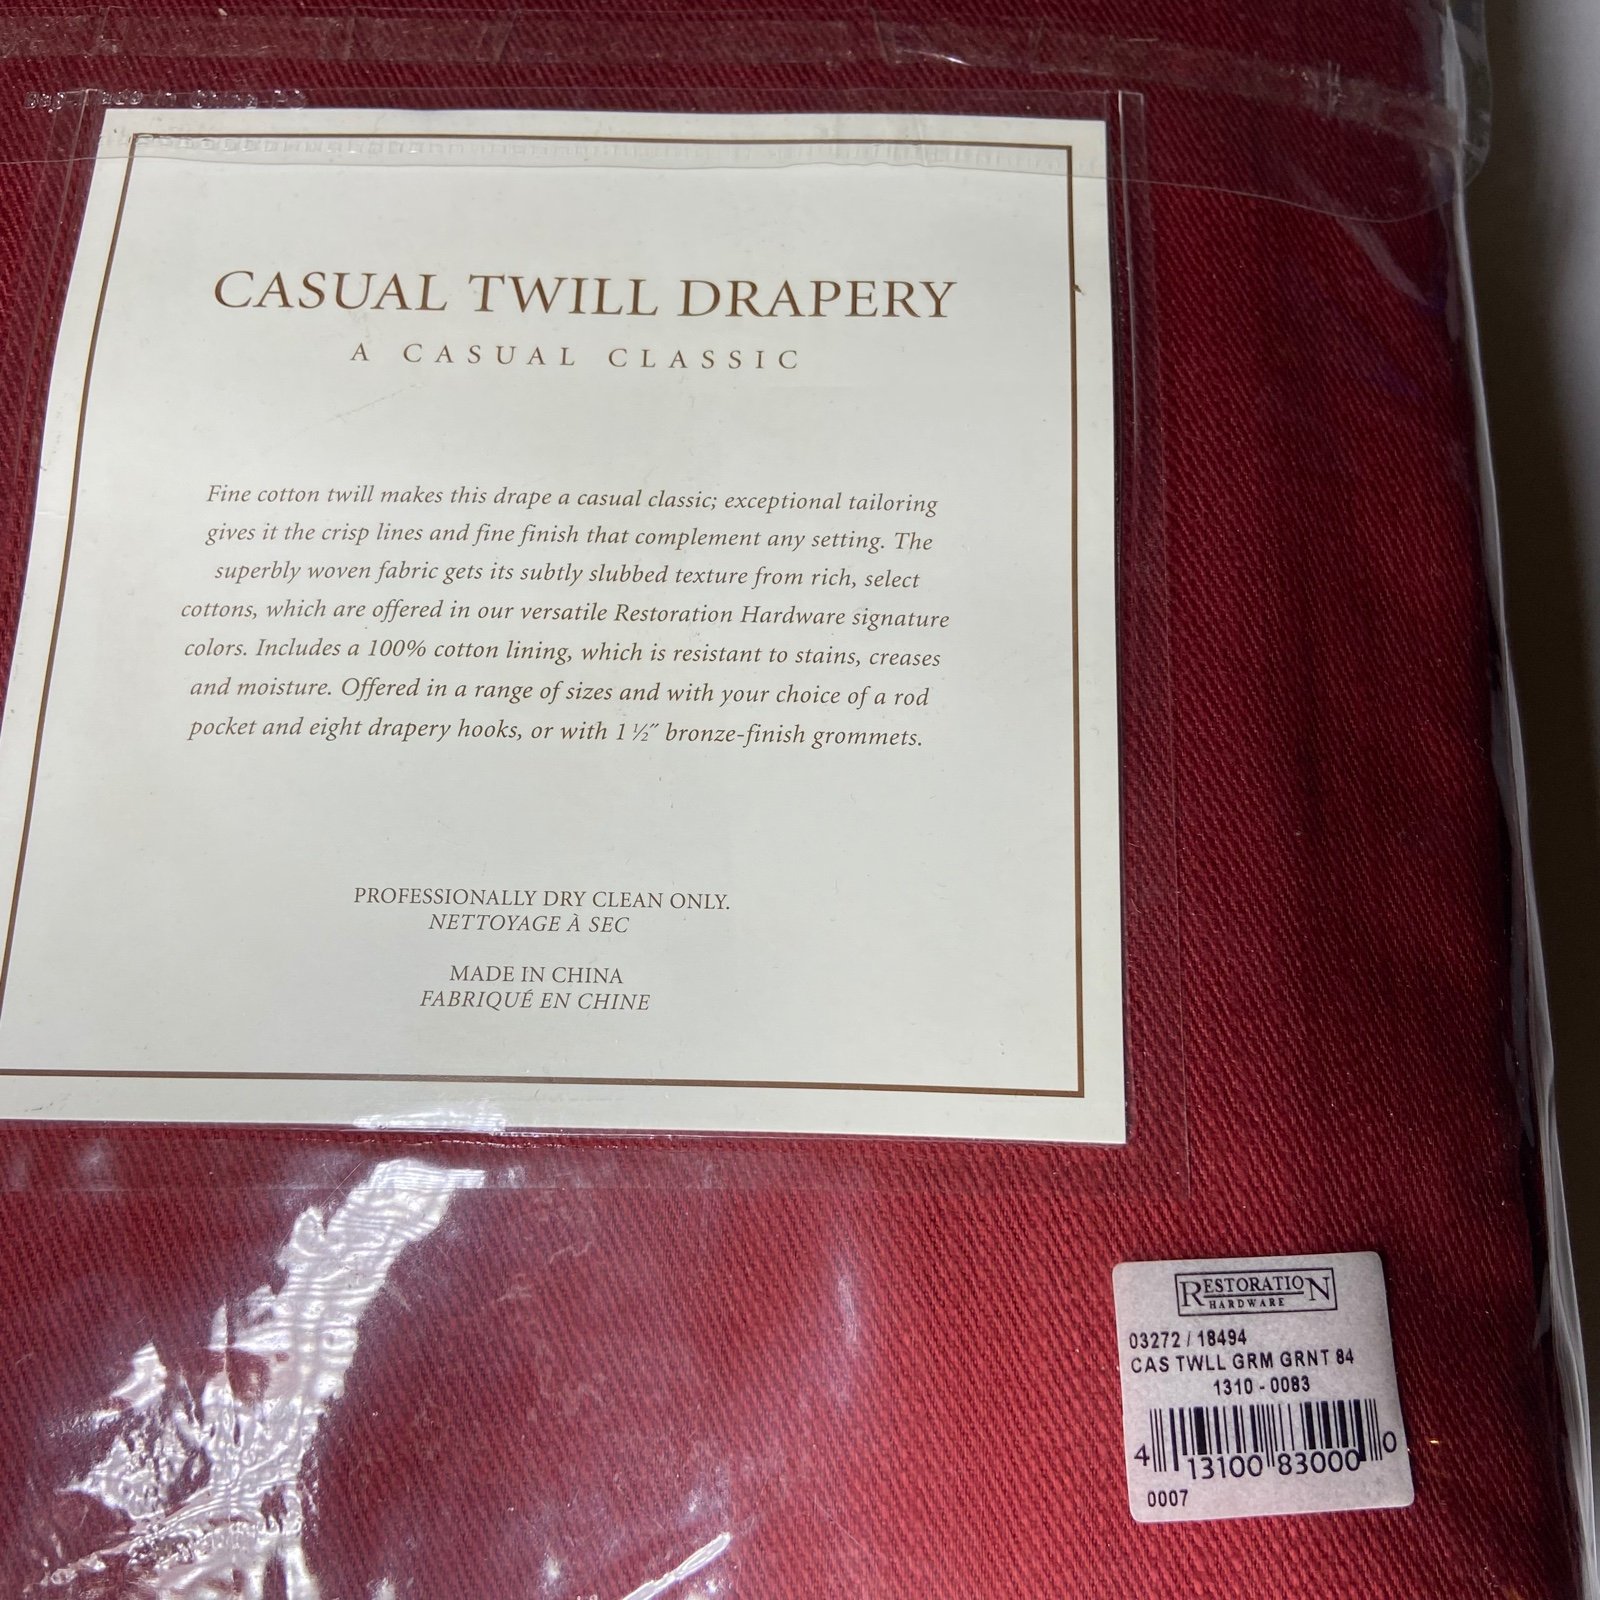 CASUAL TWILL DRAPERY
A CASUAL CLASSIC
Fine cotton twill makes this drape a casual classic; exceptional tailoring
gives it the crisp lines and fine finish that complement any setting. The
superbly woven fabric gets its subtly slubbed texture from rich, select
cottons, which are offered in our versatile Restoration Hardware signature
colors. Includes a 100% cotton lining, which is resistant to stains, creases
and moisture. Offered in a range of sizes and with your choice of a rod
pocket and eight drapery hooks, or with 1 ½″ bronze-finish grommets.
PROFESSIONALLY DRY CLEAN ONLY.
NETTOYAGE À SEC
MADE IN CHINA
FABRIQUÉ EN CHINE
RESTORATION
HARDWARE
03272 / 18494
CAS TWLL GRM GRNT 84
1310 - 0083
4 13100 83000 0
0007